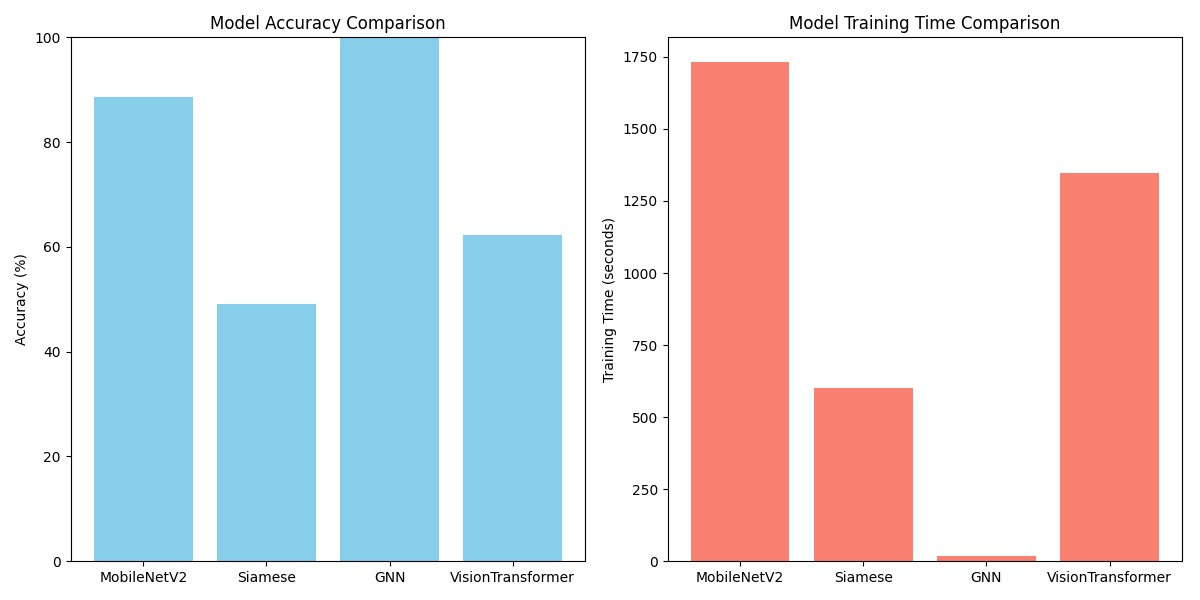 Model Accuracy Comparison
Accuracy (%)
100
80
60
40
20
0
MobileNetV2 Siamese GNN VisionTransformer
Model Training Time Comparison
Training Time (seconds)
1750
1500
1250
1000
750
500
250
0
MobileNetV2 Siamese GNN VisionTransformer